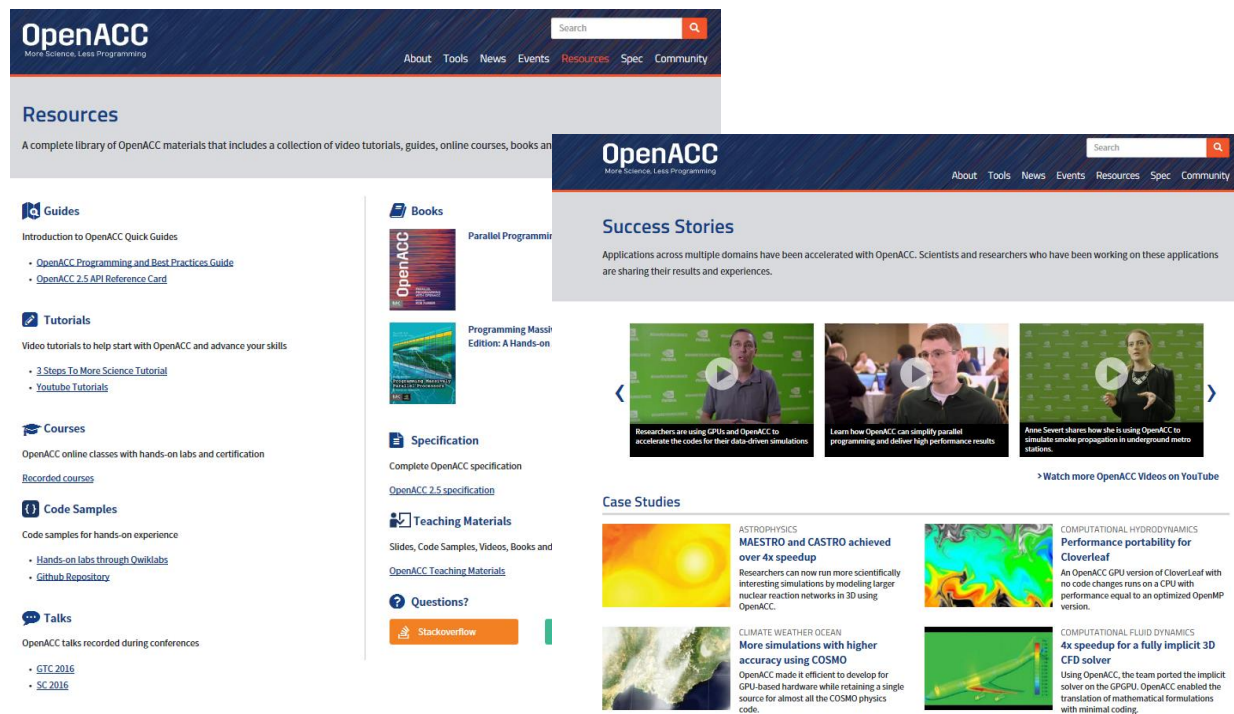 OpenACC
More Science, Less Programming
Search
About Tools News Events Resources Spec Community
Resources
A complete library of OpenACC materials that includes a collection of video tutorials, guides, online courses, books an
Guides
Introduction to OpenACC Quick Guides
• OpenACC Programming and Best Practices Guide
• OpenACC 2.5 API Reference Card
Tutorials
Video tutorials to help start with OpenACC and advance your skills
• 3 Steps To More Science Tutorial
• Youtube Tutorials
Courses
OpenACC online classes with hands-on labs and certification
Recorded courses
Code Samples
Code samples for hands-on experience
• Hands-on labs through Qwiklabs
• Github Repository
Talks
OpenACC talks recorded during conferences
• GTC 2016
• SC 2016
Books
OpenACC
Parallel Programmin
Programming Massively
Parallel Processors
Programming Massiv
Edition: A Hands-on
Specification
Complete OpenACC specification
OpenACC 2.5 specification
Teaching Materials
Slides, Code Samples, Videos, Books and
OpenACC Teaching Materials
Questions?
Stackoverflow
OpenACC
More Science, Less Programming
Search
About Tools News Events Resources Spec Community
Success Stories
Applications across multiple domains have been accelerated with OpenACC. Scientists and researchers who have been working on these applications
are sharing their results and experiences.
Researchers are using GPUs and OpenACC to
accelerate the codes for their data-driven simulations
Learn how OpenACC can simplify parallel
programming and deliver high performance results
Anne Severt shares how she is using OpenACC to
simulate smoke propagation in underground metro
stations.
> Watch more OpenACC Videos on YouTube
Case Studies
ASTROPHYSICS
MAESTRO and CASTRO achieved
over 4x speedup
Researchers can now run more scientifically
interesting simulations by modeling larger
nuclear reaction networks in 3D using
OpenACC.
COMPUTATIONAL HYDRODYNAMICS
Performance portability for
Cloverleaf
An OpenACC GPU version of CloverLeaf with
no code changes runs on a CPU with
performance equal to an optimized OpenMP
version.
CLIMATE WEATHER OCEAN
More simulations with higher
accuracy using COSMO
OpenACC made it efficient to develop for
GPU-based hardware while retaining a single
source for almost all the COSMO physics
code.
COMPUTATIONAL FLUID DYNAMICS
4x speedup for a fully implicit 3D
CFD solver
Using OpenACC, the team ported the implicit
solver on the GPGPU. OpenACC enabled the
translation of mathematical formulations
with minimal coding.